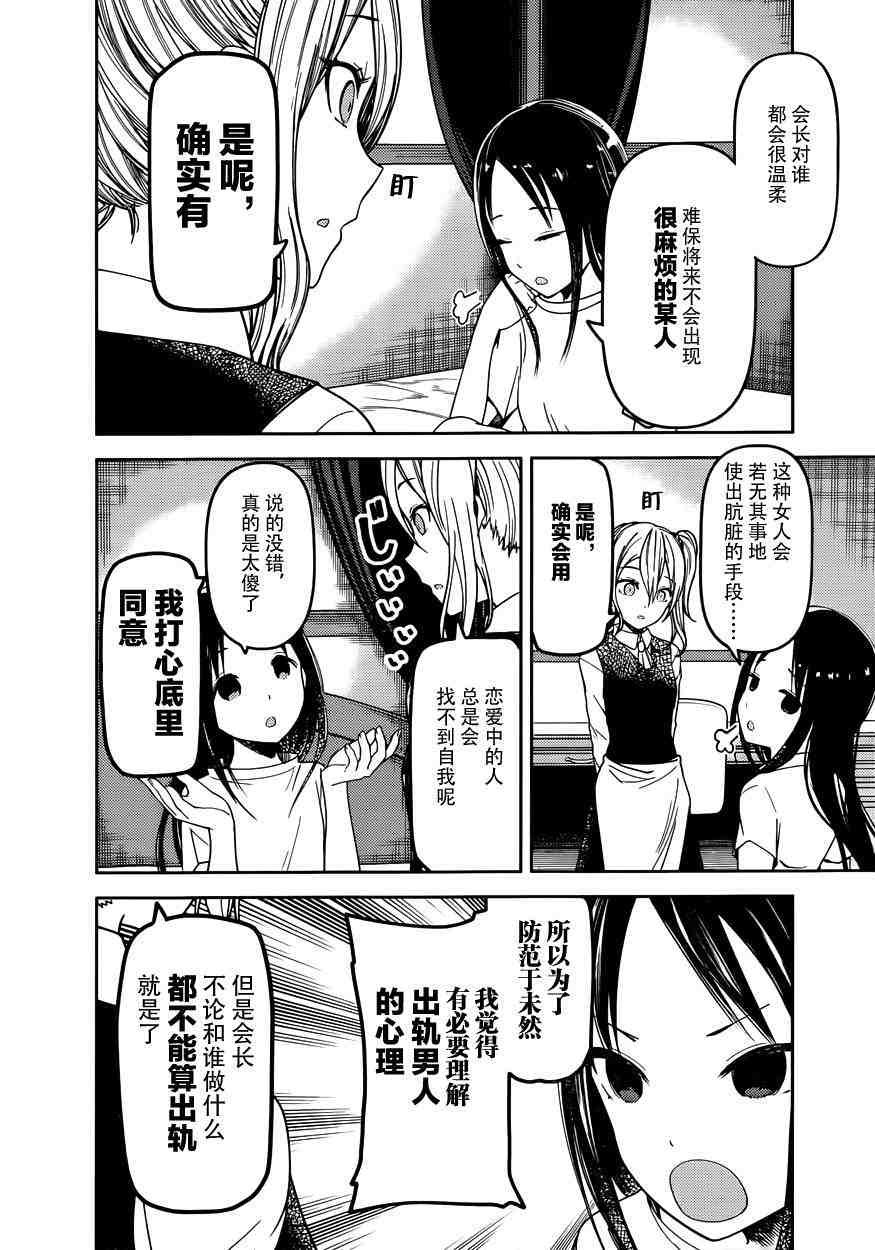 会长对谁
都会很温柔
难保将来不会出现
很麻烦的某人
盯
是呢，
确实有
这种女人会
若无其事地
使出肮脏的手段……
盯
是呢，
确实会用
じぃぃぃぃ
恋爱中的人
总是会
找不到自我呢
说的没错，
真的是太傻了
我打心底里
同意
所以为了
防范于未然
我觉得
有必要理解
出轨男人
的心理
但是会长
不论和谁做什么
都不能算出轨
就是了